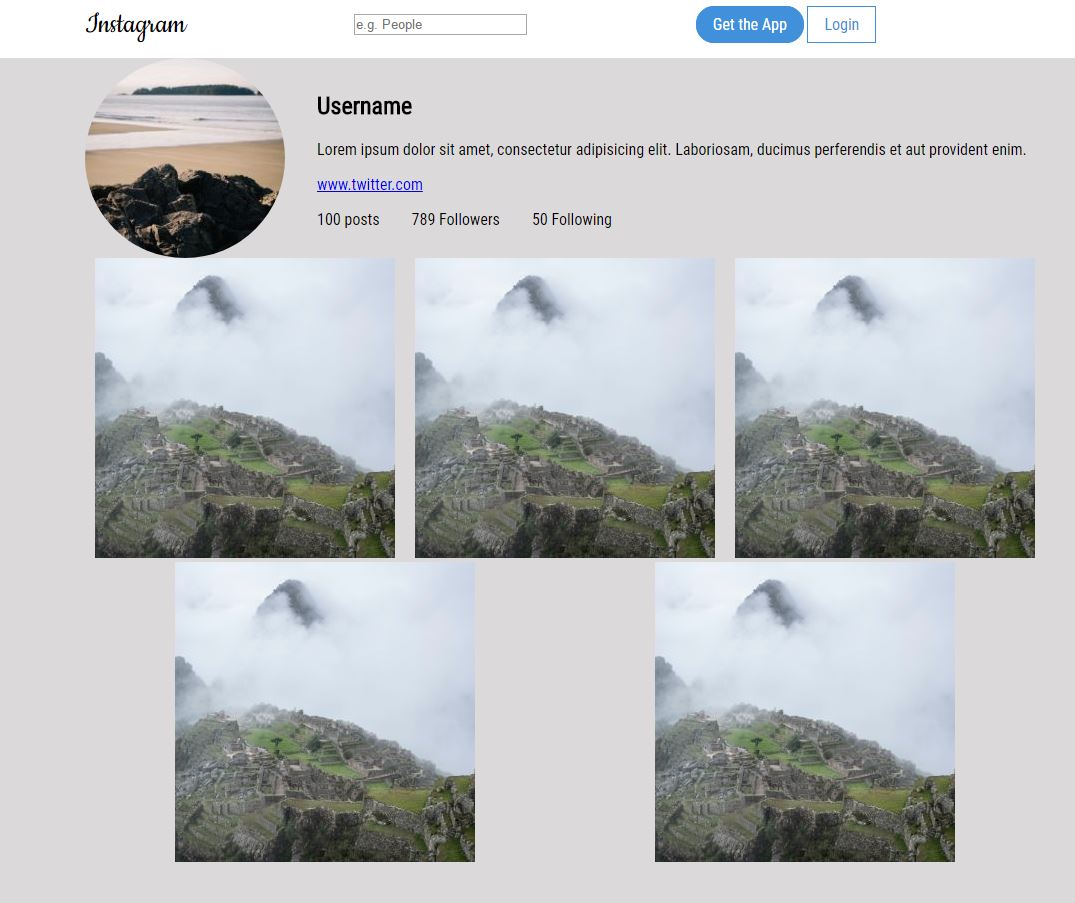 Instagram
e.g. People
Get the App
Login
Username
Lorem ipsum dolor sit amet, consectetur adipisicing elit. Laboriosam, ducimus perferendis et aut provident enim.
www.twitter.com
100 posts 789 Followers 50 Following